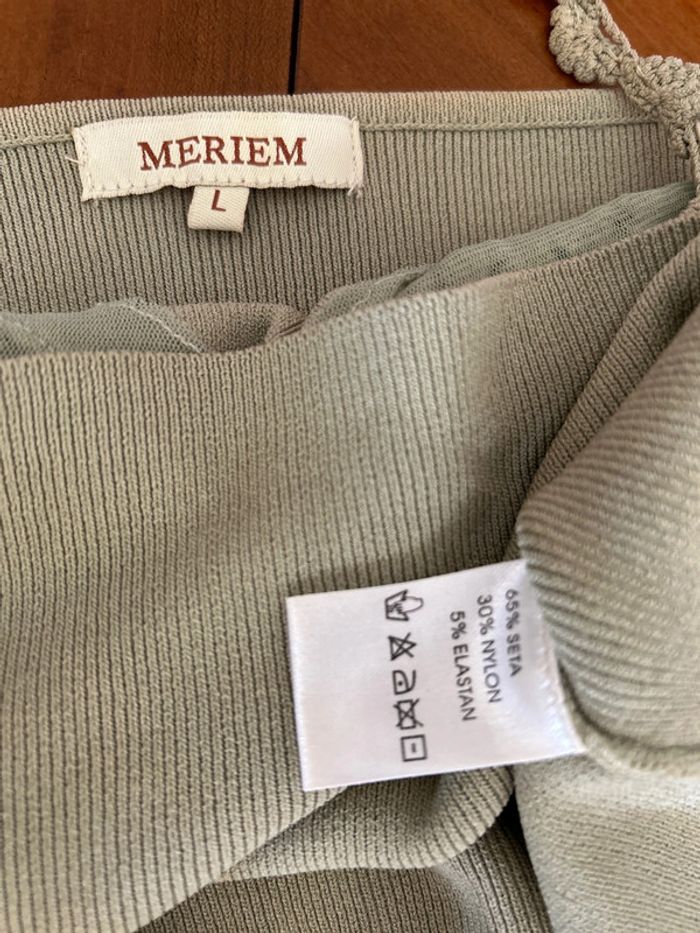 MERIEM
L
65% SETA
30% NYLON
5% ELASTAN